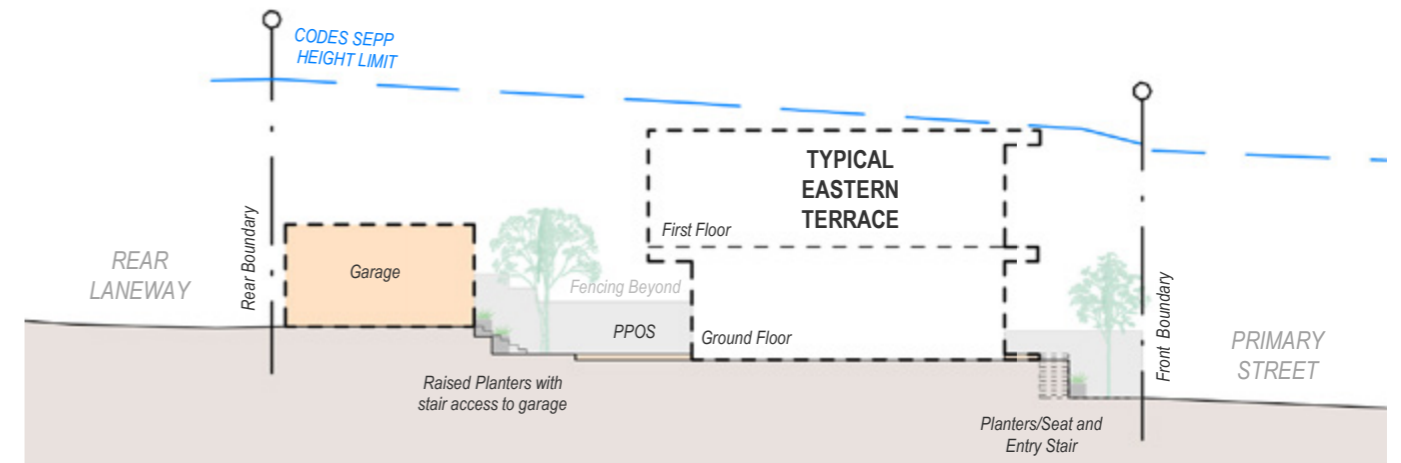 CODES SEPP
HEIGHT LIMIT
TYPICAL
EASTERN
TERRACE
First Floor
Rear Boundary
Garage
REAR
LANEWAY
Fencing Beyond
PPOS
Ground Floor
Front Boundary
PRIMARY
STREET
Raised Planters with
stair access to garage
Planters/Seat and
Entry Stair